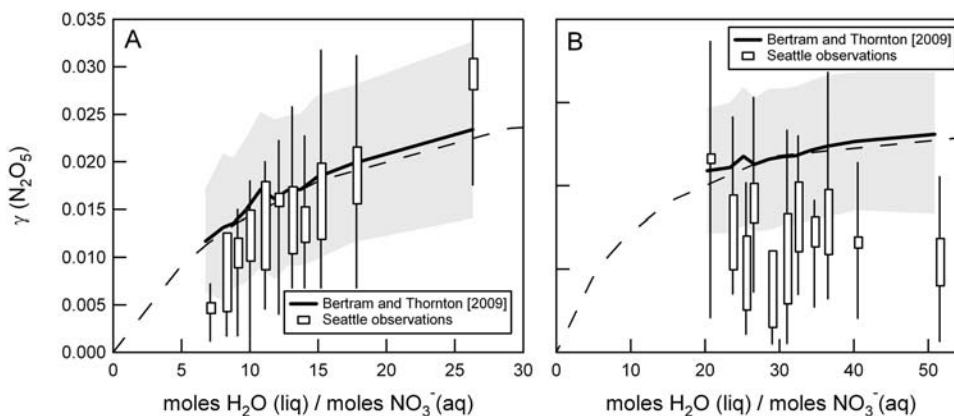 A
B
γ (N₂O₅)
0.035
0.030
0.025
0.020
0.015
0.010
0.005
0.000
Bertram and Thornton [2009]
Seattle observations
Bertram and Thornton [2009]
Seattle observations
0 5 10 15 20 25 30
0 10 20 30 40 50
moles H₂O (liq) / moles NO₃⁻(aq)
moles H₂O (liq) / moles NO₃⁻(aq)